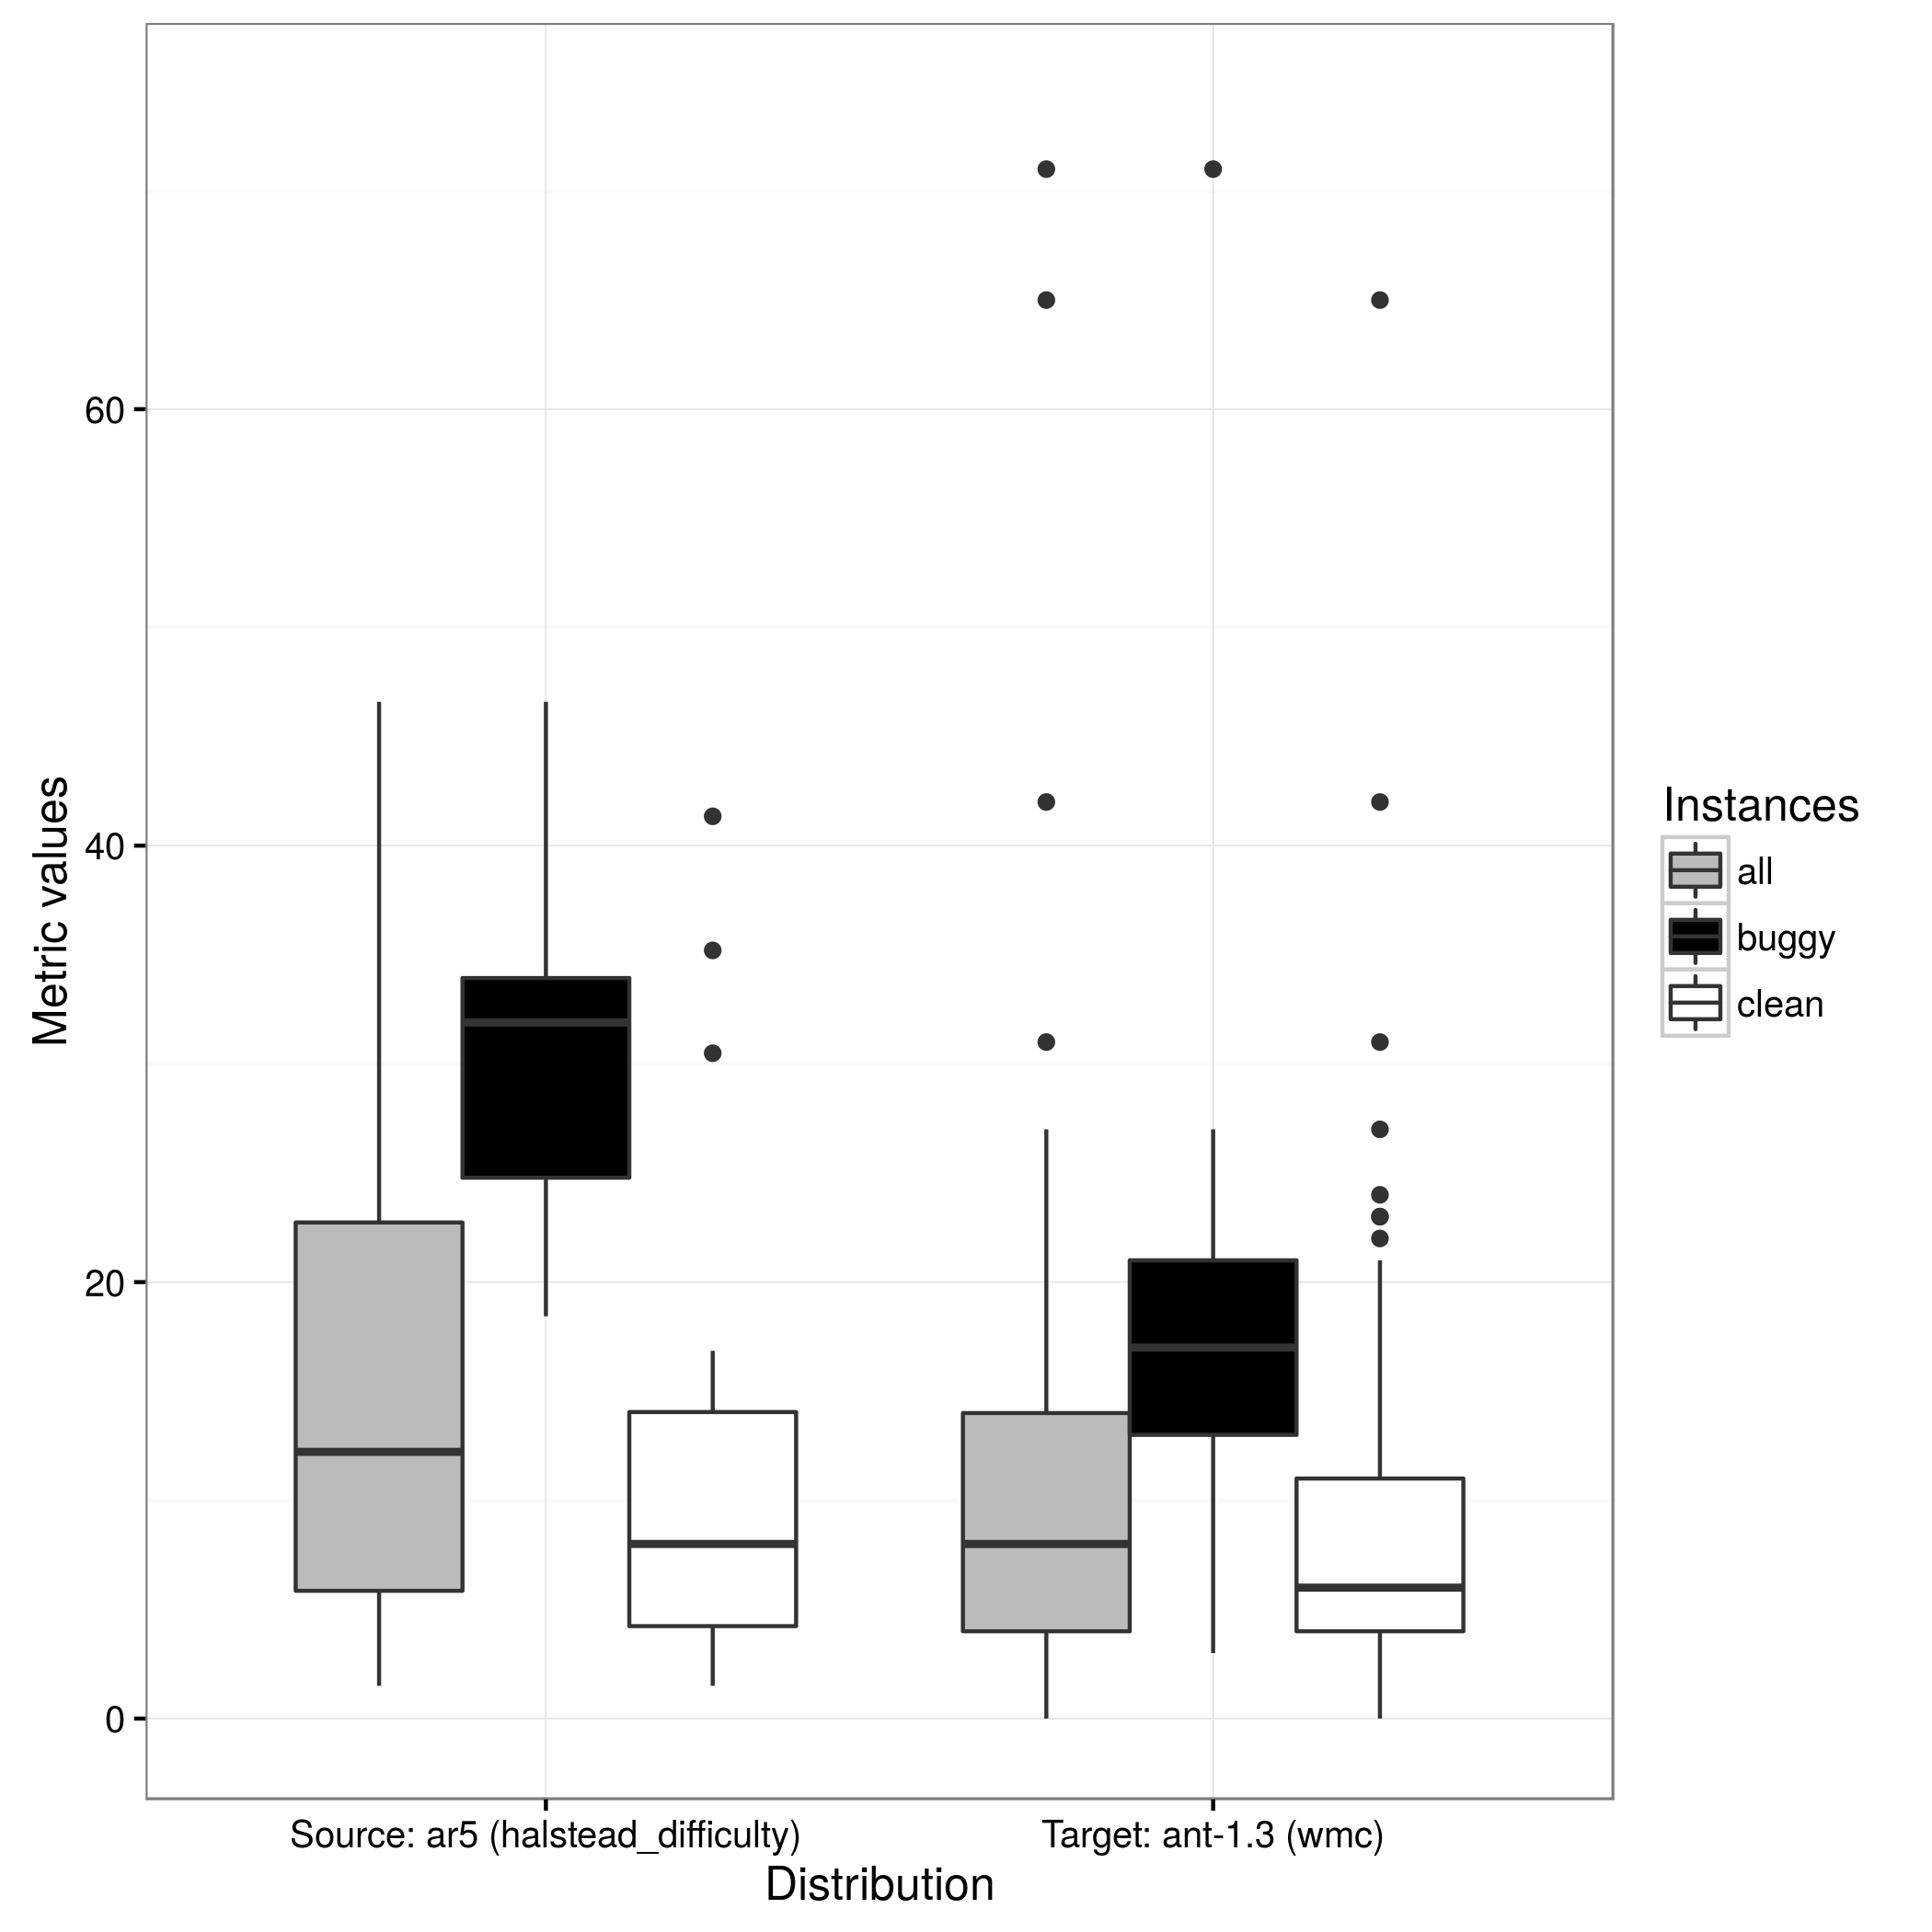 Metric values
60
40
20
0
Source: ar5 (halstead_difficulty)
Target: ant-1.3 (wmc)
Distribution
Instances
all
buggy
clean